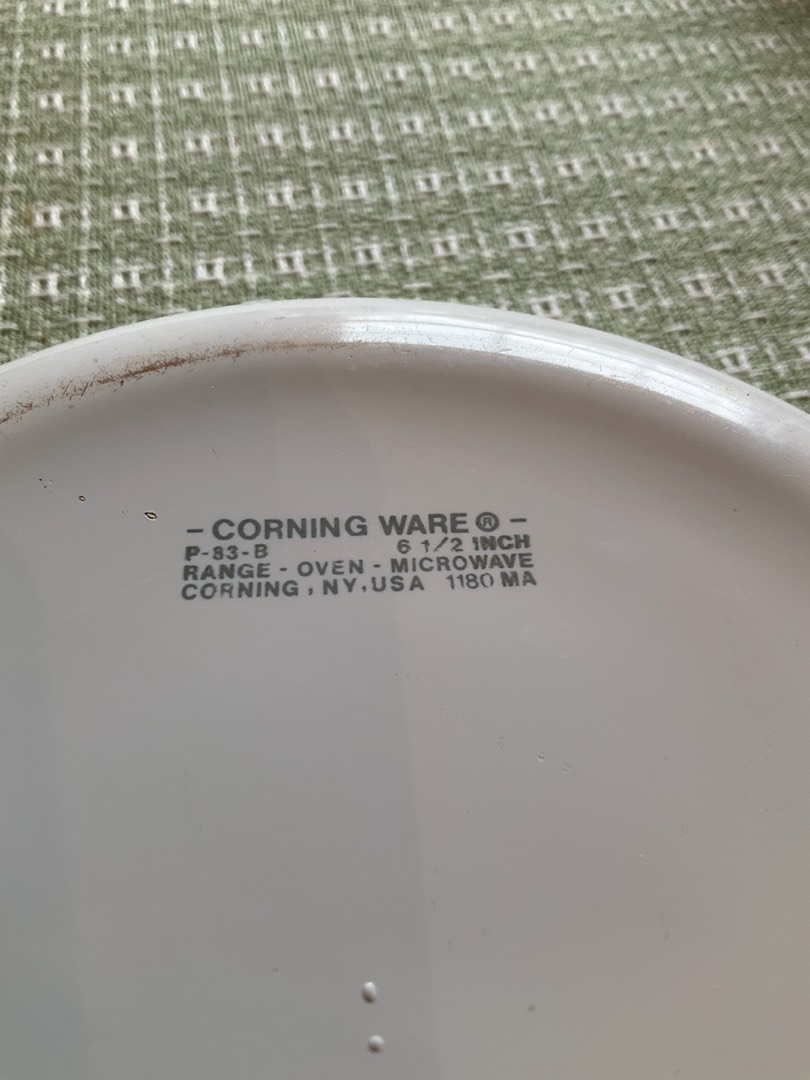 - CORNING WARE® -
P-83-B 6 1/2 INCH
RANGE - OVEN - MICROWAVE
CORNING, NY, USA 1180 MA